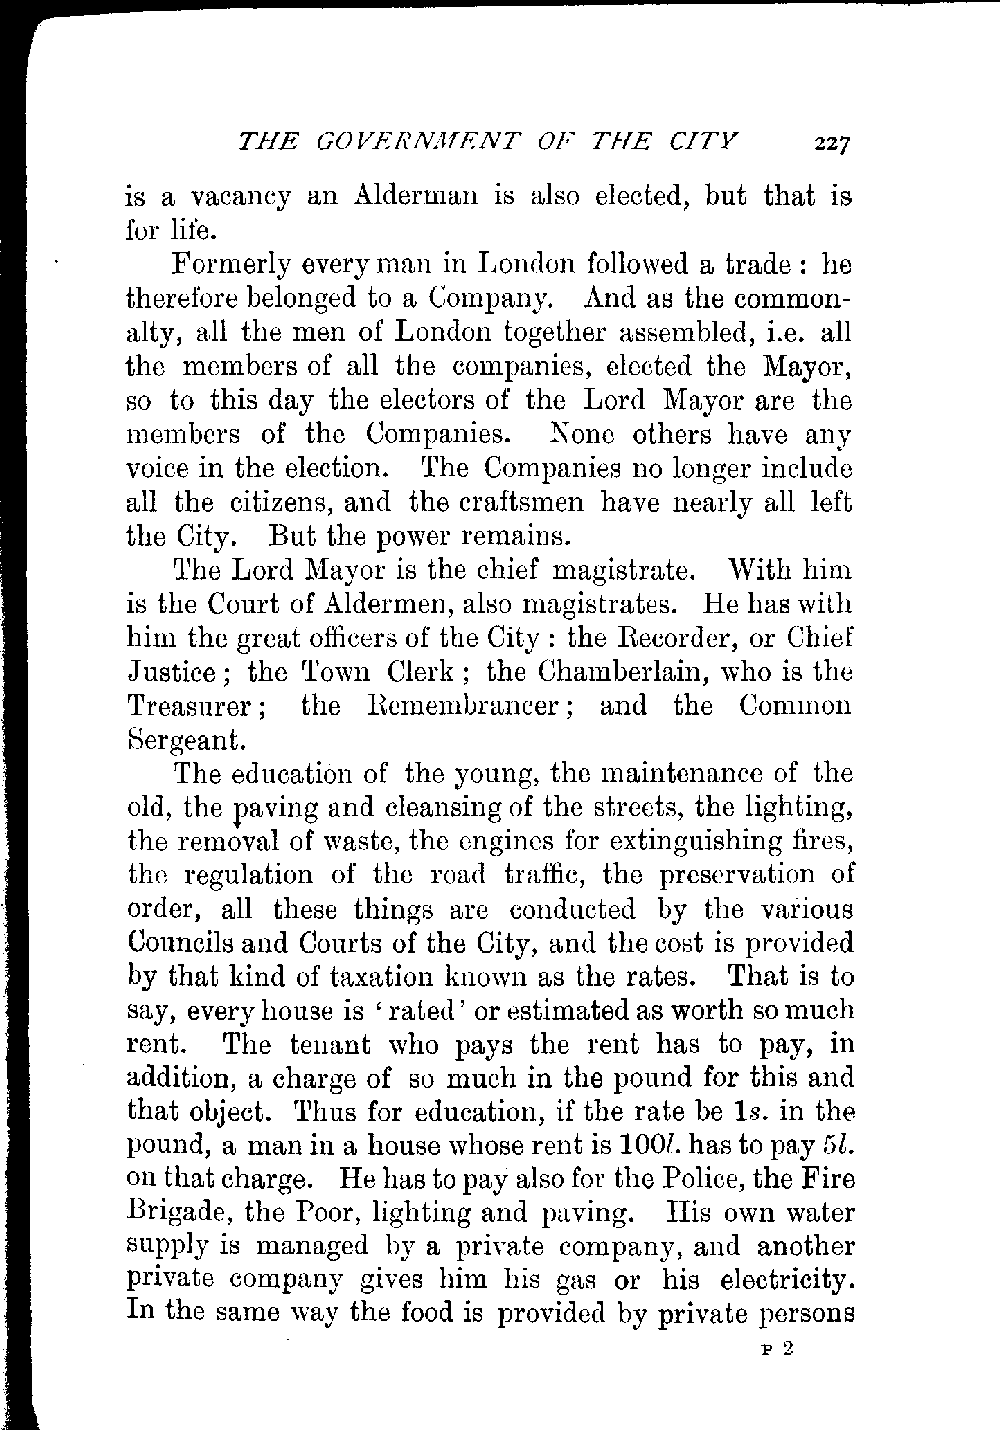 THE GOVERNMENT OF THE CITY 227
is a vacancy an Alderman is also elected, but that is
for life.
Formerly every man in London followed a trade : he
therefore belonged to a Company. And as the common-
alty, all the men of London together assembled, i.e. all
the members of all the companies, elected the Mayor,
so to this day the electors of the Lord Mayor are the
members of the Companies. None others have any
voice in the election. The Companies no longer include
all the citizens, and the craftsmen have nearly all left
the City. But the power remains.
The Lord Mayor is the chief magistrate. With him
is the Court of Aldermen, also magistrates. He has with
him the great officers of the City : the Recorder, or Chief
Justice ; the Town Clerk ; the Chamberlain, who is the
Treasurer ; the Remembrancer ; and the Common
Sergeant.
The education of the young, the maintenance of the
old, the paving and cleansing of the streets, the lighting,
the removal of waste, the engines for extinguishing fires,
the regulation of the road traffic, the preservation of
order, all these things are conducted by the various
Councils and Courts of the City, and the cost is provided
by that kind of taxation known as the rates. That is to
say, every house is ‘ rated ’ or estimated as worth so much
rent. The tenant who pays the rent has to pay, in
addition, a charge of so much in the pound for this and
that object. Thus for education, if the rate be 1s. in the
pound, a man in a house whose rent is 100l. has to pay 5l.
on that charge. He has to pay also for the Police, the Fire
Brigade, the Poor, lighting and paving. His own water
supply is managed by a private company, and another
private company gives him his gas or his electricity.
In the same way the food is provided by private persons
P 2